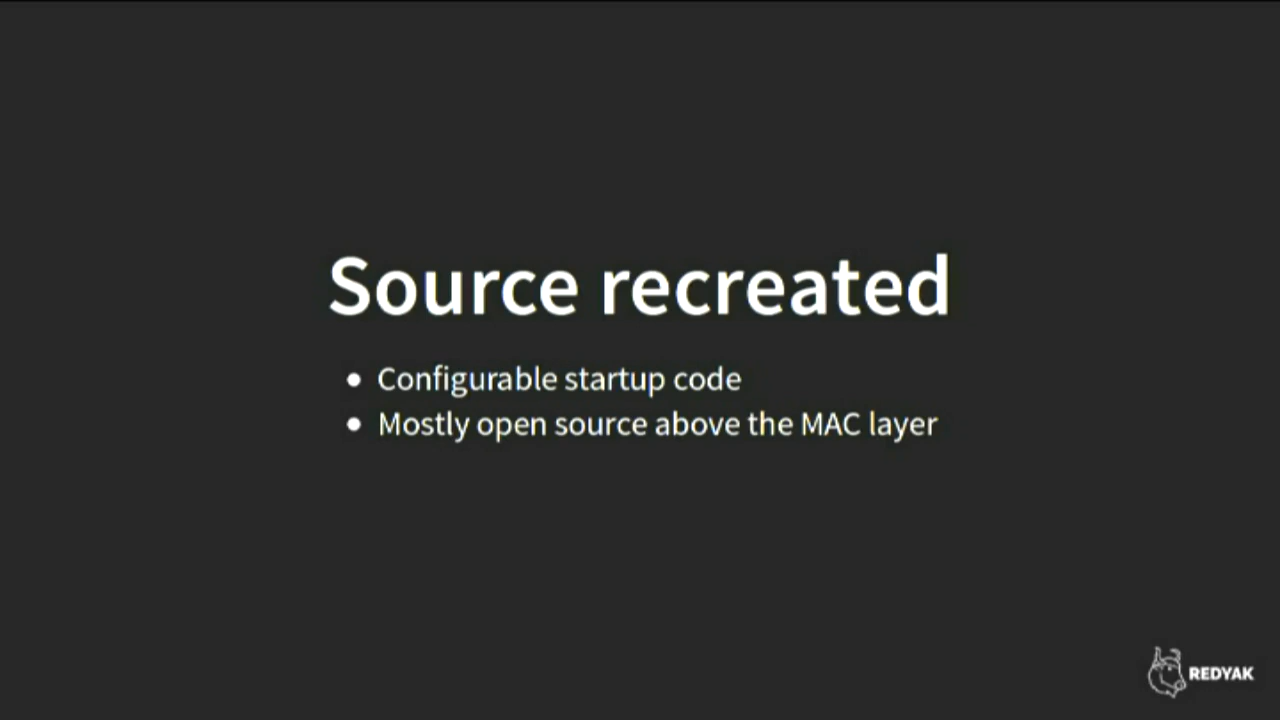 Source recreated
Configurable startup code
Mostly open source above the MAC layer
REDYAK